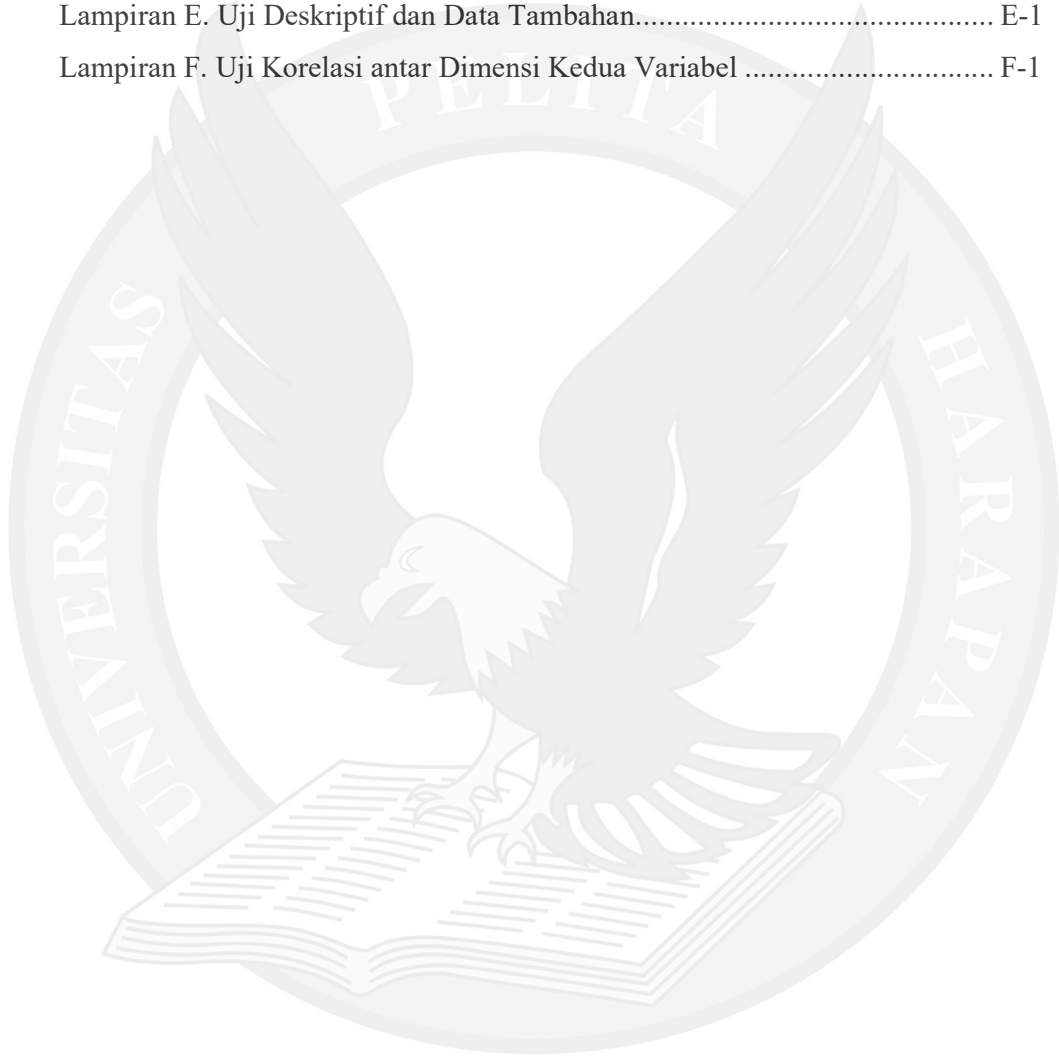 Lampiran E. Uji Deskriptif dan Data Tambahan.............................................. E-1
Lampiran F. Uji Korelasi antar Dimensi Kedua Variabel ................................ F-1
UNIVERSITAS PELITA HARAPAN